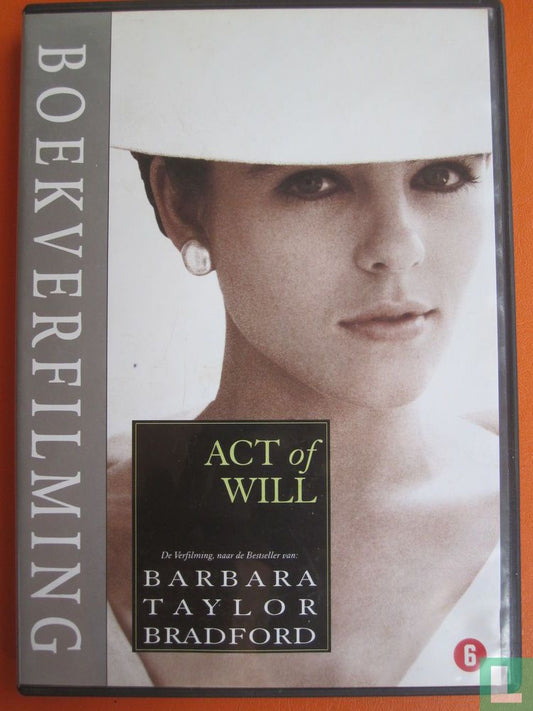 BOEKVERFILMING
ACT of
WILL
De Verfilming, naar de Bestseller van:
BARBARA
TAYLOR
BRADFORD
6